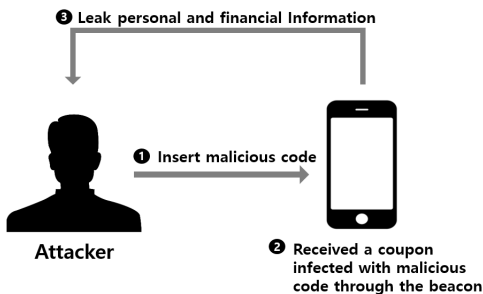 ❸ Leak personal and financial Information
❶ Insert malicious code
Attacker
❷ Received a coupon
infected with malicious
code through the beacon